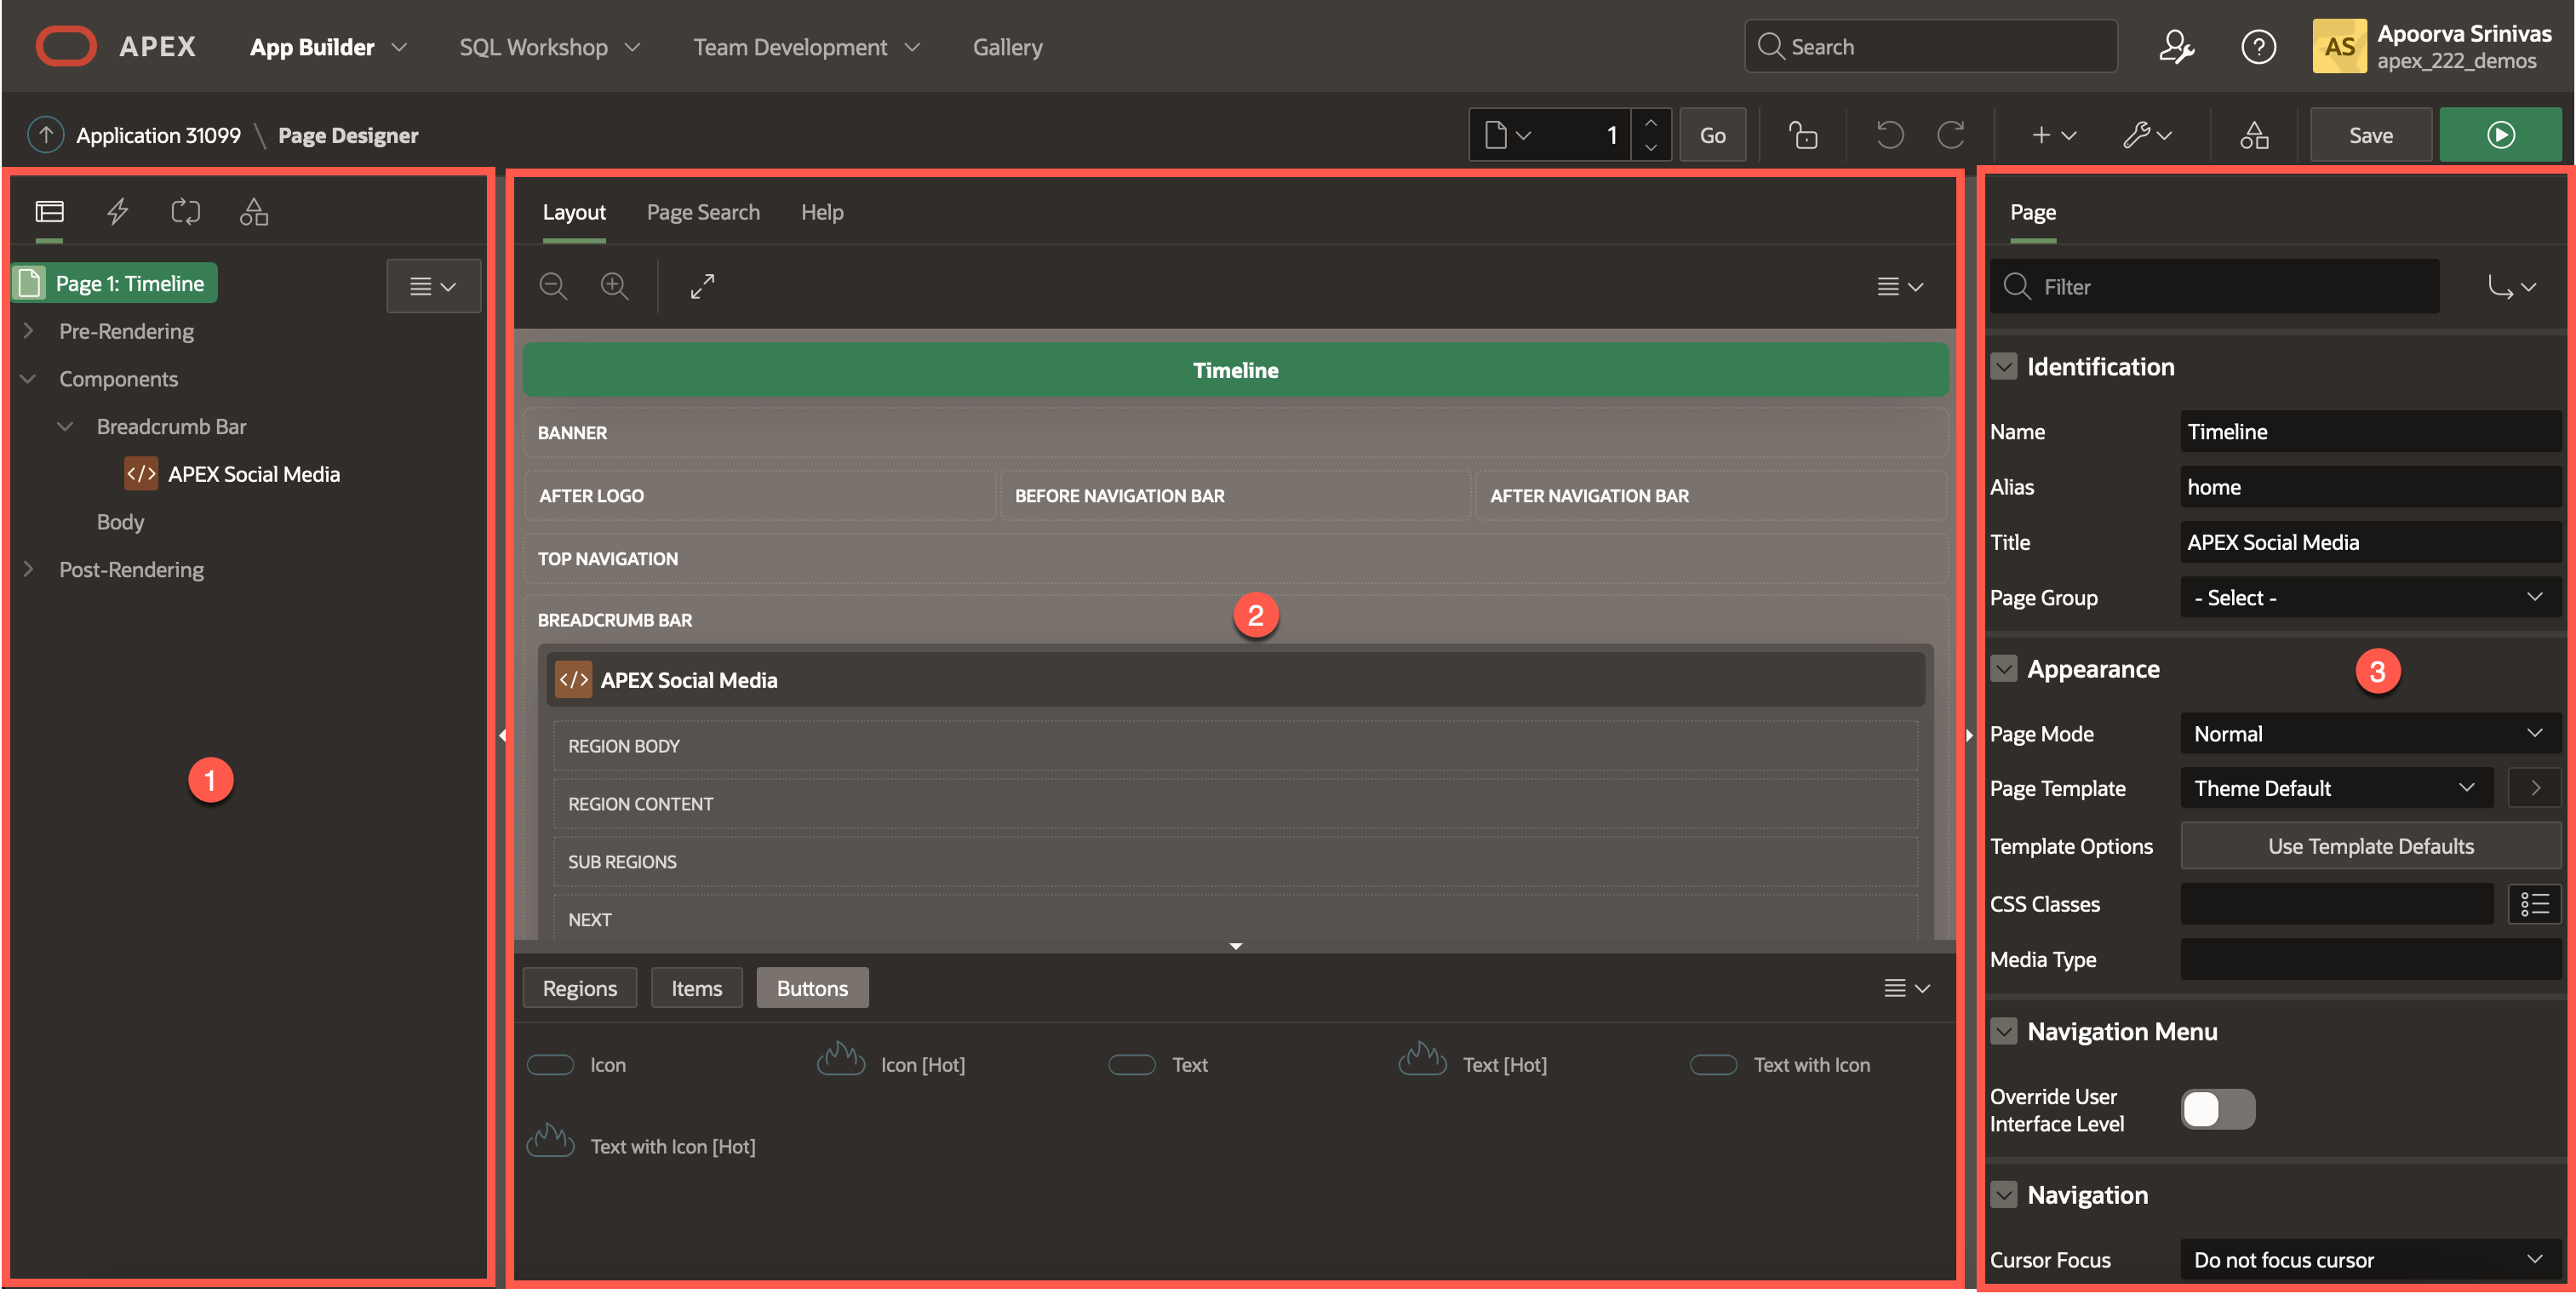 APEX App Builder SQL Workshop Team Development Gallery Search AS Apoorva Srinivas
apex_222_demos
Application 31099 \ Page Designer 1 Go Save
Page 1: Timeline
Pre-Rendering
Components
Breadcrumb Bar
</> APEX Social Media
Body
Post-Rendering
1
Layout Page Search Help
Timeline
BANNER
AFTER LOGO BEFORE NAVIGATION BAR AFTER NAVIGATION BAR
TOP NAVIGATION
BREADCRUMB BAR
2
</> APEX Social Media
REGION BODY
REGION CONTENT
SUB REGIONS
NEXT
Regions Items Buttons
Icon Icon [Hot] Text Text [Hot] Text with Icon
Text with Icon [Hot]
Page
Filter
Identification
Name Timeline
Alias home
Title APEX Social Media
Page Group - Select -
Appearance
3
Page Mode Normal
Page Template Theme Default
Template Options Use Template Defaults
CSS Classes
Media Type
Navigation Menu
Override User
Interface Level
Navigation
Cursor Focus Do not focus cursor